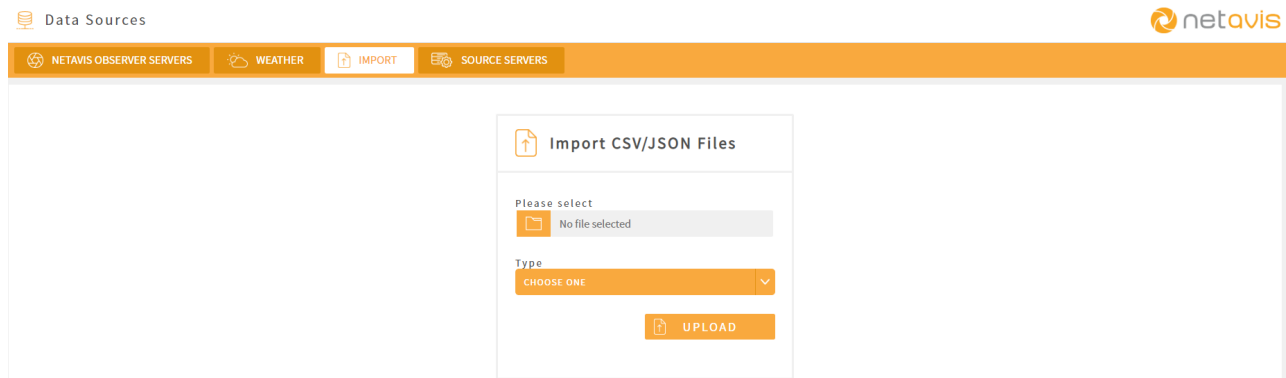 Data Sources
netavis
NETAVIS OBSERVER SERVERS
WEATHER
IMPORT
SOURCE SERVERS
Import CSV/JSON Files
Please select
No file selected
Type
CHOOSE ONE
UPLOAD